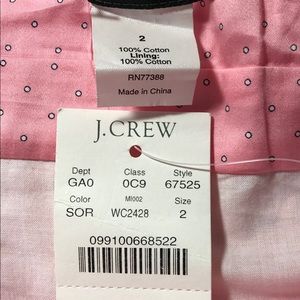 2
100% Cotton
Lining:
100% Cotton
RN77388
Made in China
J.CREW
Dept Class Style
GA0 0C9 67525
Color MI002 Size
SOR WC2428 2
099100668522